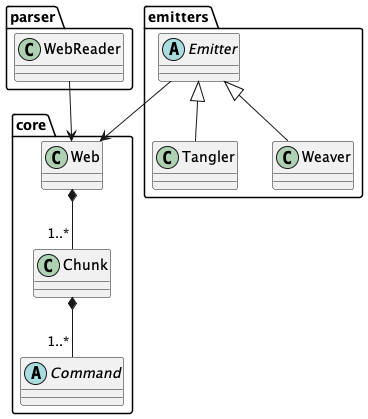 parser
C WebReader
emitters
A Emitter
C Tangler
C Weaver
core
C Web
1..*
C Chunk
1..*
A Command